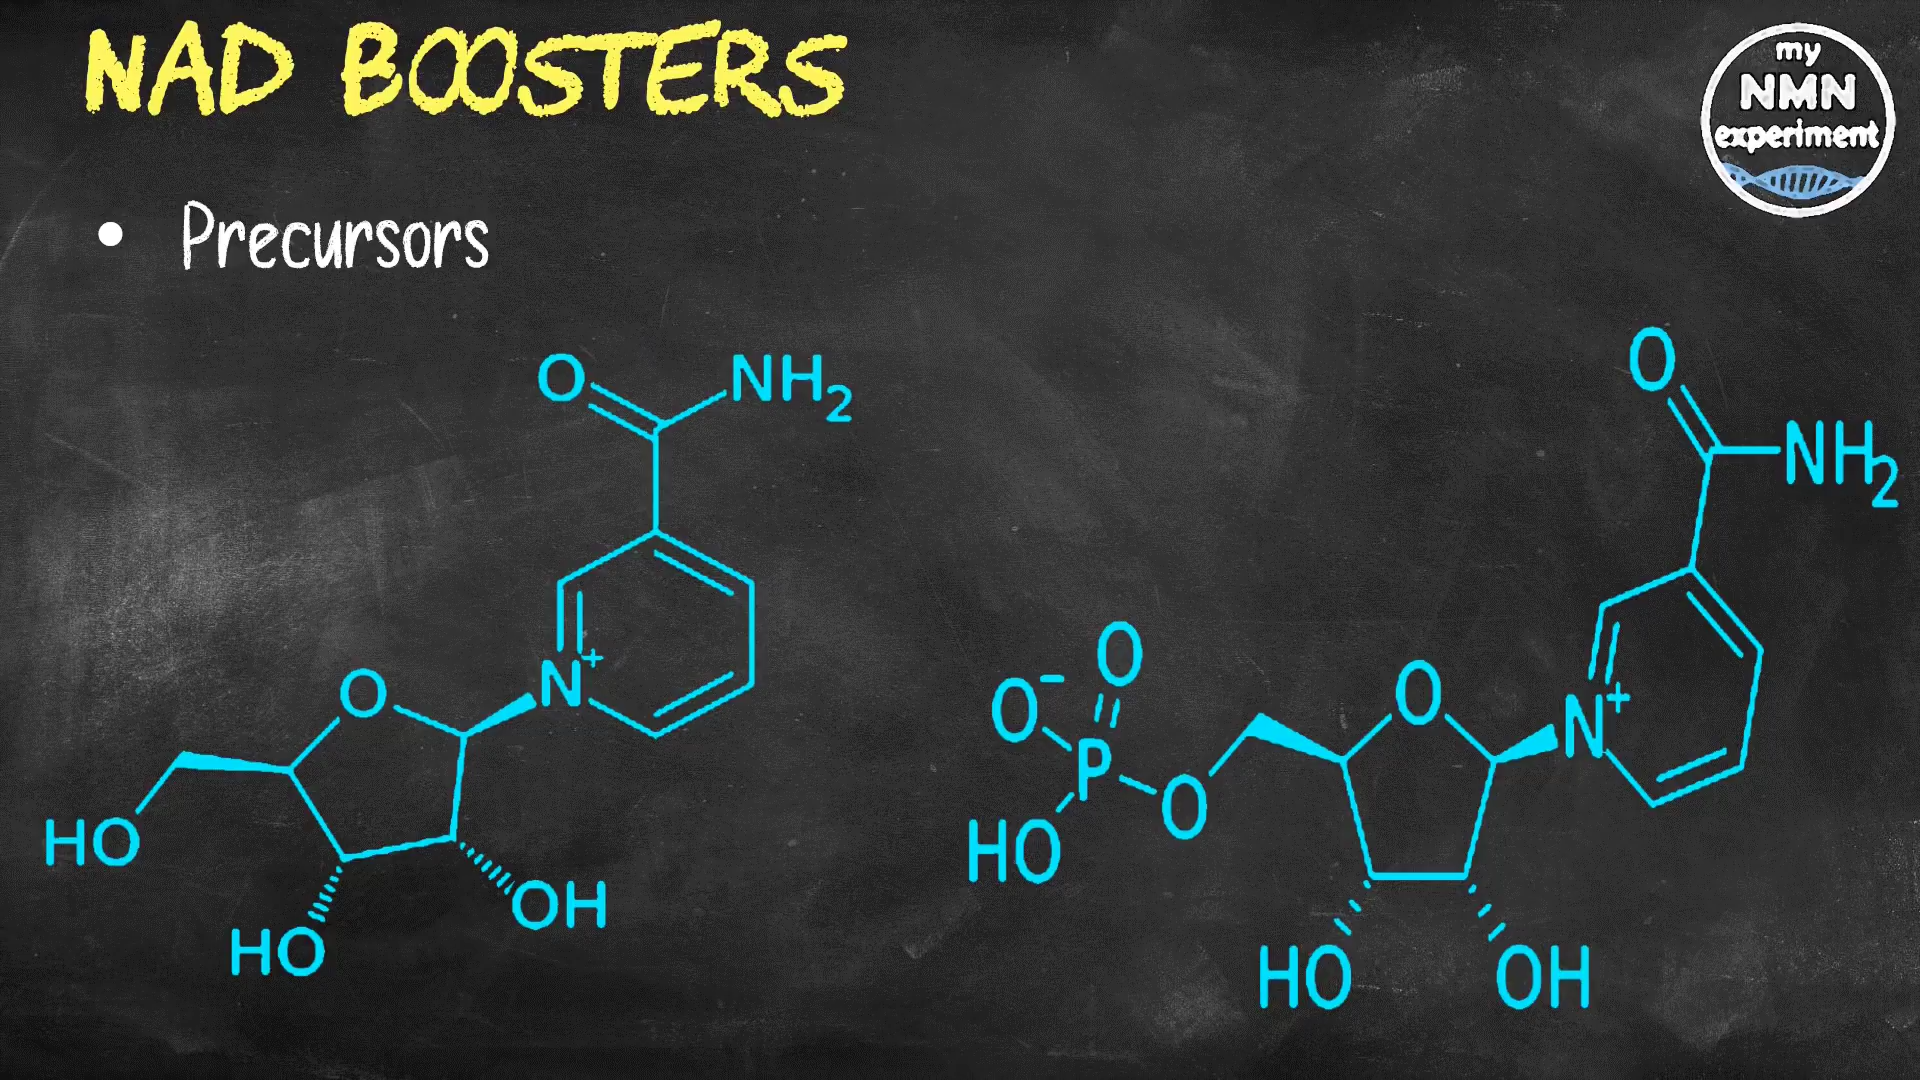 NAD BOOSTERS
my
NMN
experiment
• Precursors
O
NH2
O
NH2
O
O-
O
O
N+
N+
P
O
HO
HO
OH
HO
HO
OH